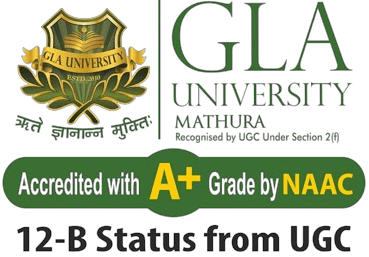 GLA UNIVERSITY
ESTD. 2010
ऋते ज्ञानान्न मुक्तिः
GLA
UNIVERSITY
MATHURA
Recognised by UGC Under Section 2(f)
Accredited with A+ Grade by NAAC
12-B Status from UGC